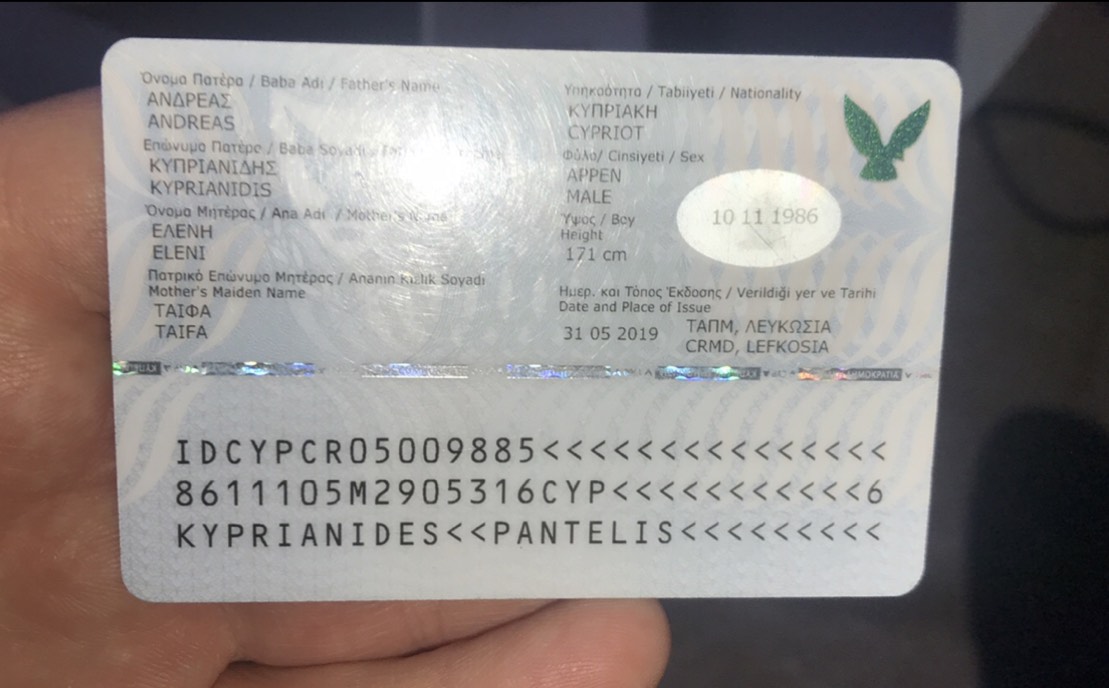 Όνομα Πατέρα / Baba Adı / Father's Name
ΑΝΔΡΕΑΣ
ANDREAS
Επώνυμο Πατέρα / Baba Soyadı
ΚΥΠΡΙΑΝΙΔΗΣ
KYPRIANIDIS
Όνομα Μητέρας / Ana Adı / Mother's Name
ΕΛΕΝΗ
ELENI
Πατρικό Επώνυμο Μητέρας / Ananın Kızlık Soyadı
Mother's Maiden Name
ΤΑΙΦΑ
TAIFA
Υπηκοότητα / Tabiiyeti / Nationality
ΚΥΠΡΙΑΚΗ
CYPRIOT
Φύλο/ Cinsiyeti / Sex
ΑΡΡΕΝ
MALE
Ύψος / Boy
Height
171 cm
10 11 1986
Ημερ. και Τόπος Έκδοσης / Verildiği yer ve Tarihi
Date and Place of Issue
31 05 2019 ΤΑΠΜ, ΛΕΥΚΩΣΙΑ
CRMD, LEFKOSIA
IDCYPCR05009885<<<<<<<<<<<<<<<
8611105M2905316CYP<<<<<<<<<<<6
KYPRIANIDES<<PANTELIS<<<<<<<<<